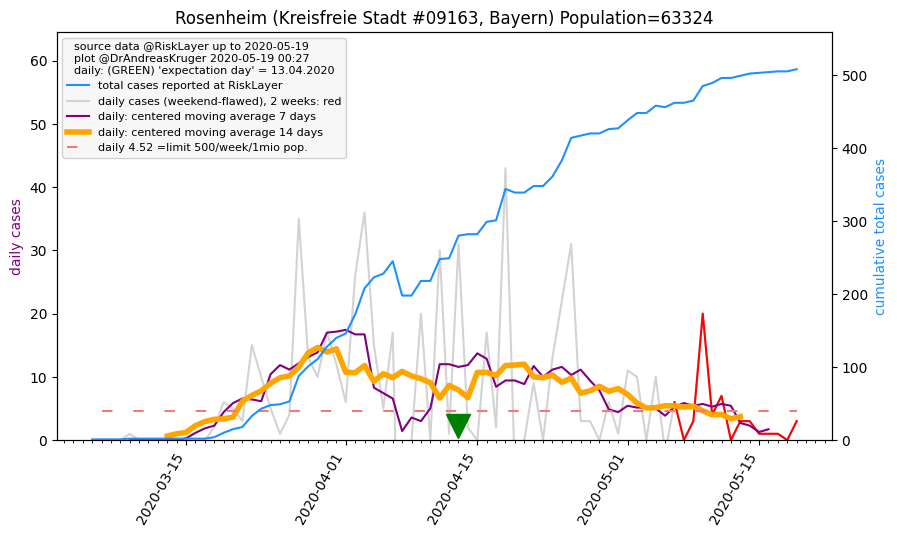 Rosenheim (Kreisfreie Stadt #09163, Bayern) Population=63324
source data @RiskLayer up to 2020-05-19
plot @DrAndreasKruger 2020-05-19 00:27
daily: (GREEN) 'expectation day' = 13.04.2020
total cases reported at RiskLayer
daily cases (weekend-flawed), 2 weeks: red
daily: centered moving average 7 days
daily: centered moving average 14 days
daily 4.52 =limit 500/week/1mio pop.
daily cases
60
50
40
30
20
10
0
cumulative total cases
500
400
300
200
100
0
2020-03-15
2020-04-01
2020-04-15
2020-05-01
2020-05-15